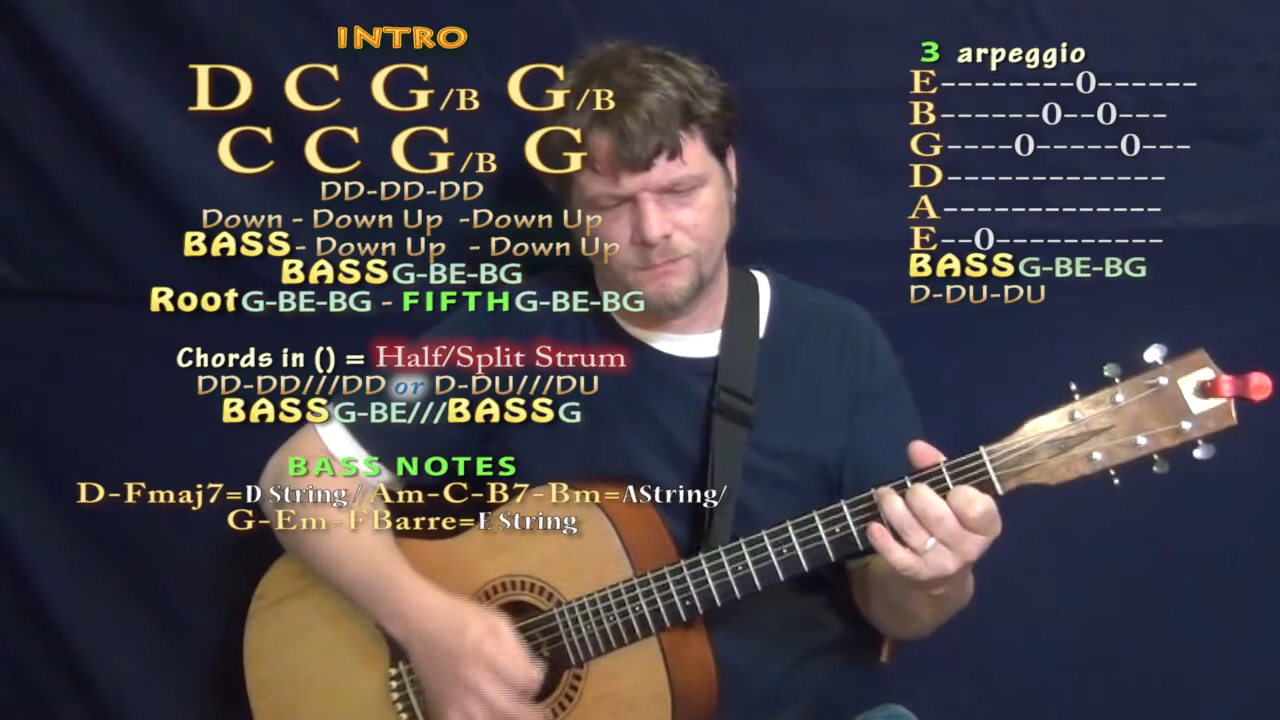 INTRO
D C G/B G/B
C C G/B G
DD-DD-DD
Down - Down Up -Down Up
BASS- Down Up - Down Up
BASSG-BE-BG
RootG-BE-BG - FIFTHG-BE-BG
Chords in () = Half/Split Strum
DD-DD///DD or D-DU///DU
BASSG-BE///BASSG
BASS NOTES
D-Fmaj7=D String/ Am-C-B7-Bm=AString/
G-Em-FBarre=E String
3 arpeggio
E---------0------
B------0--0---
G----0-----0---
D-------------
A-------------
E--0----------
BASSG-BE-BG
D-DU-DU